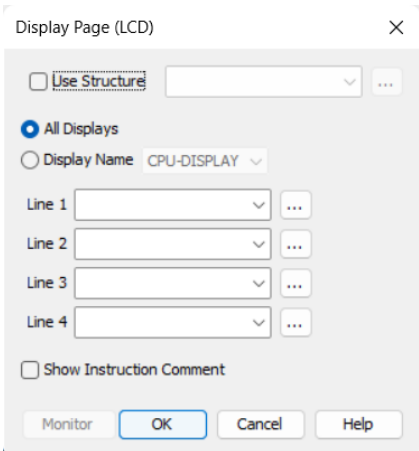 Display Page (LCD)
Use Structure
...
All Displays
Display Name CPU-DISPLAY
Line 1 ...
Line 2 ...
Line 3 ...
Line 4 ...
Show Instruction Comment
Monitor OK Cancel Help